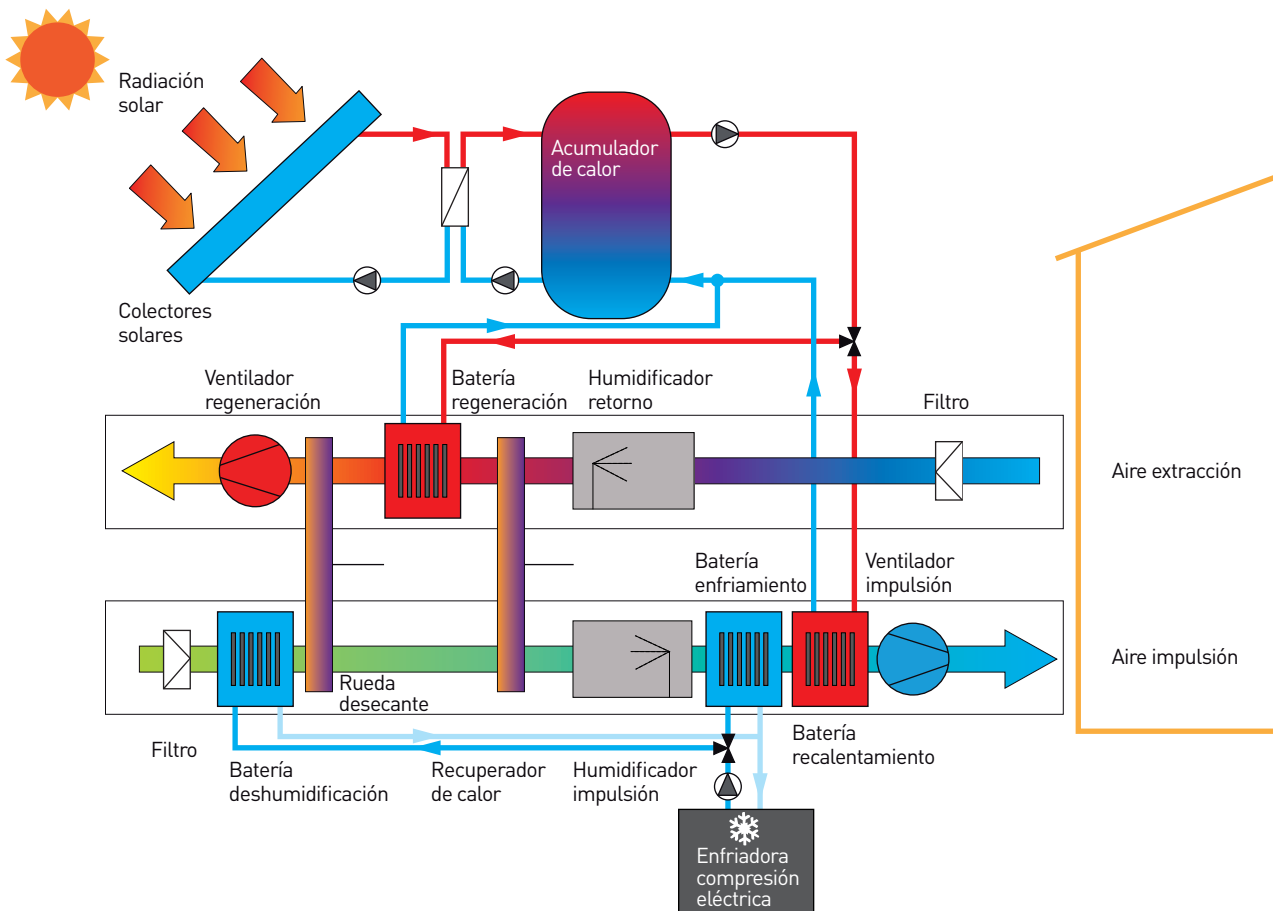 Radiación
solar
Acumulador
de calor
Colectores
solares
Ventilador
regeneración
Batería
regeneración
Humidificador
retorno
Filtro
Aire extracción
Batería
enfriamiento
Ventilador
impulsión
Aire impulsión
Rueda
desecante
Filtro
Batería
deshumidificación
Recuperador
de calor
Humidificador
impulsión
Batería
recalentamiento
Enfriadora
compresión
eléctrica